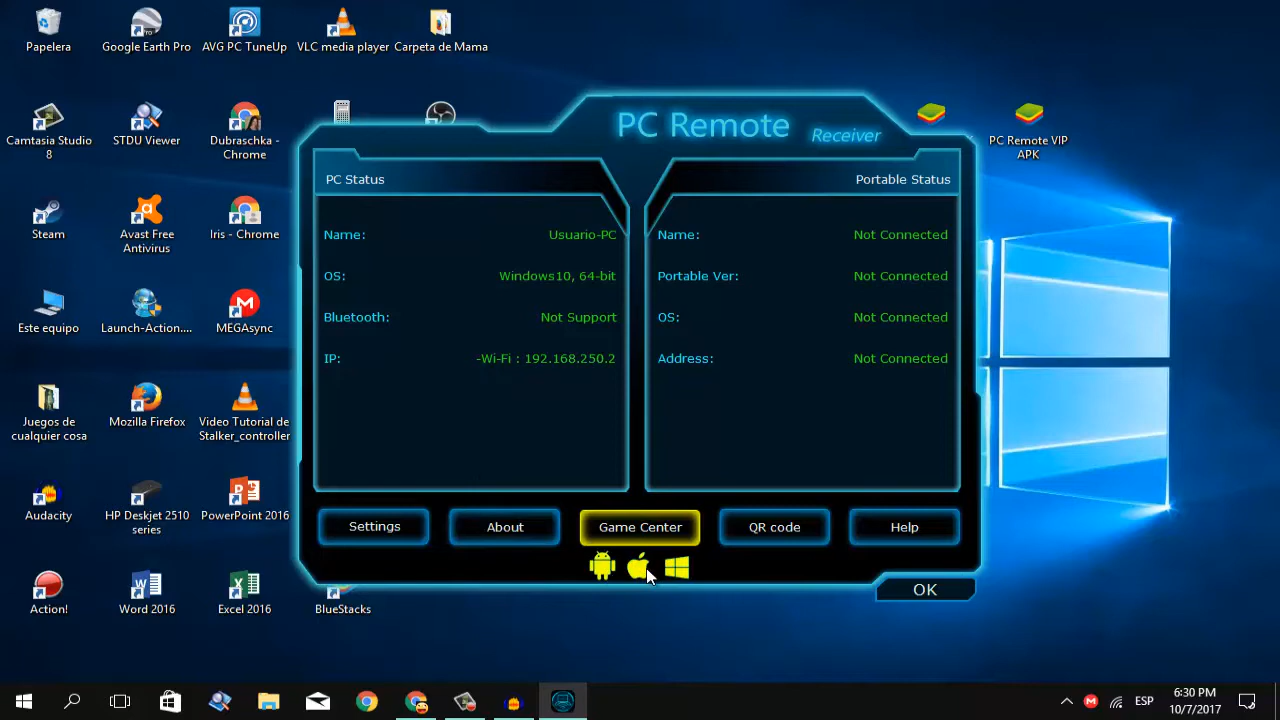 Papelera
Google Earth Pro
AVG PC TuneUp
VLC media player
Carpeta de Mama
Camtasia Studio
8
STDU Viewer
Dubraschka -
Chrome
PC Remote VIP
APK
Steam
Avast Free
Antivirus
Iris - Chrome
Este equipo
Launch-Action....
MEGAsync
Juegos de
cualquier cosa
Mozilla Firefox
Video Tutorial de
Stalker_controller
Audacity
HP Deskjet 2510
series
PowerPoint 2016
Action!
Word 2016
Excel 2016
BlueStacks
PC Remote Receiver
PC Status
Name: Usuario-PC
OS: Windows10, 64-bit
Bluetooth: Not Support
IP: -Wi-Fi : 192.168.250.2
Portable Status
Name: Not Connected
Portable Ver: Not Connected
OS: Not Connected
Address: Not Connected
Settings
About
Game Center
QR code
Help
OK
ESP
6:30 PM
10/7/2017